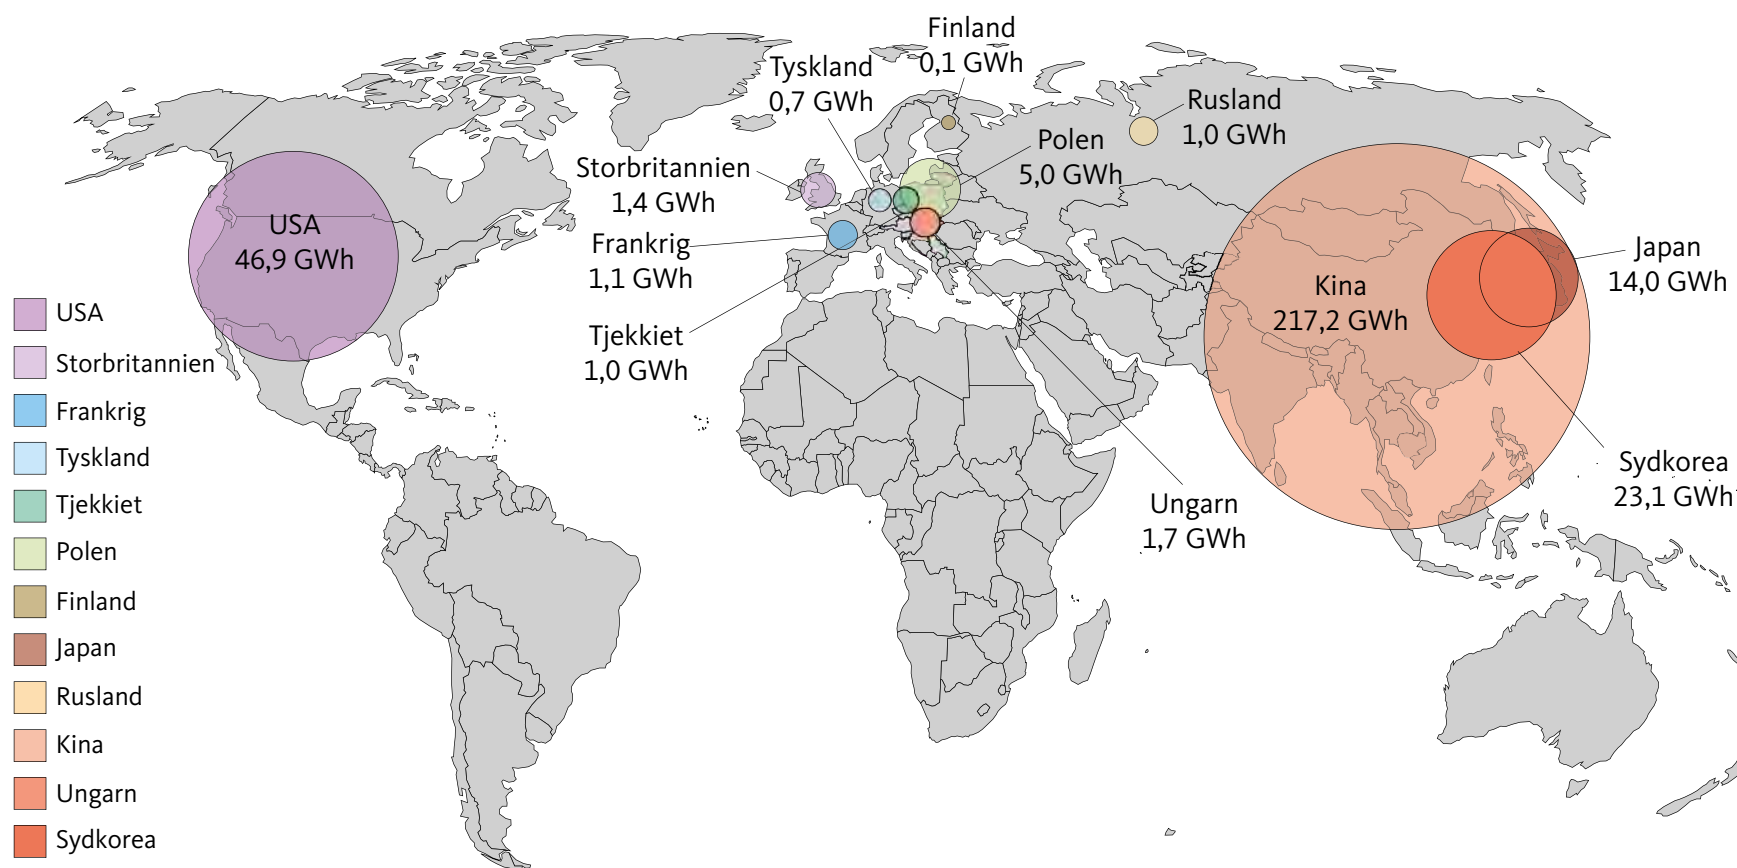 Finland
0,1 GWh
Tyskland
0,7 GWh
Rusland
1,0 GWh
Polen
5,0 GWh
Storbritannien
1,4 GWh
USA
46,9 GWh
Frankrig
1,1 GWh
Japan
14,0 GWh
Kina
217,2 GWh
Tjekkiet
1,0 GWh
Sydkorea
23,1 GWh
Ungarn
1,7 GWh
USA
Storbritannien
Frankrig
Tyskland
Tjekkiet
Polen
Finland
Japan
Rusland
Kina
Ungarn
Sydkorea